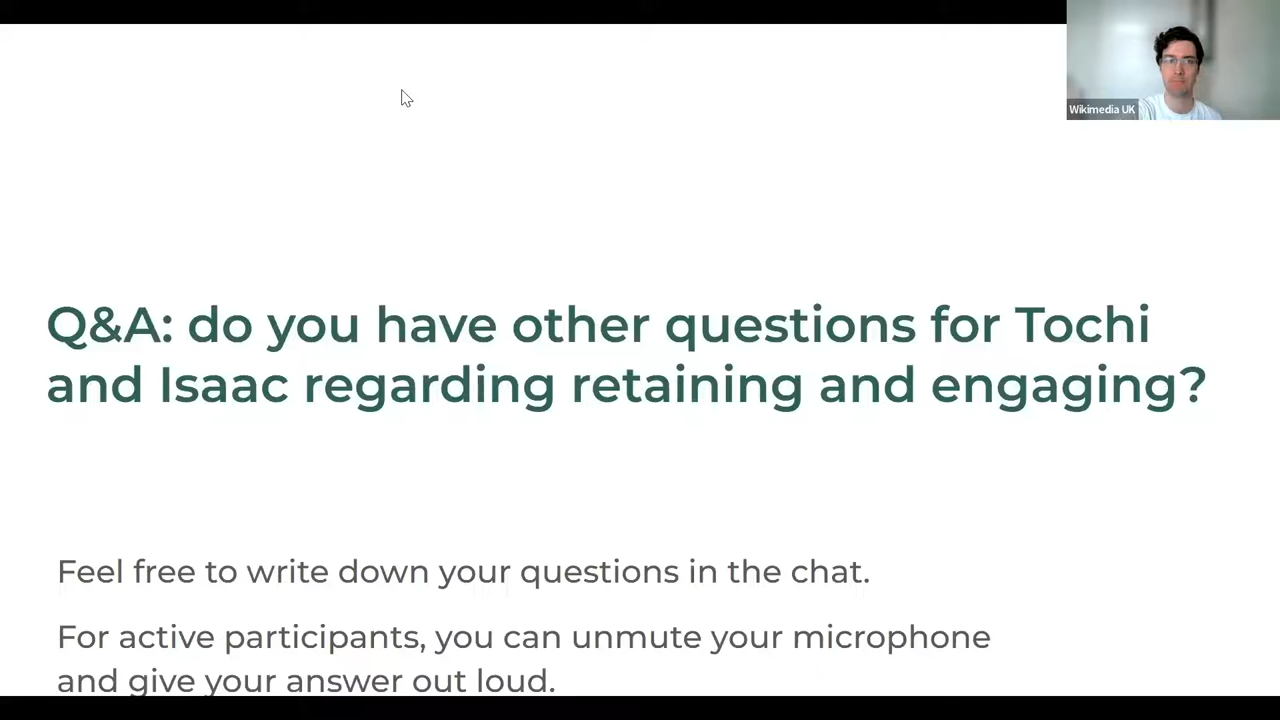 Wikimedia UK
Q&A: do you have other questions for Tochi
and Isaac regarding retaining and engaging?
Feel free to write down your questions in the chat.
For active participants, you can unmute your microphone
and give your answer out loud.